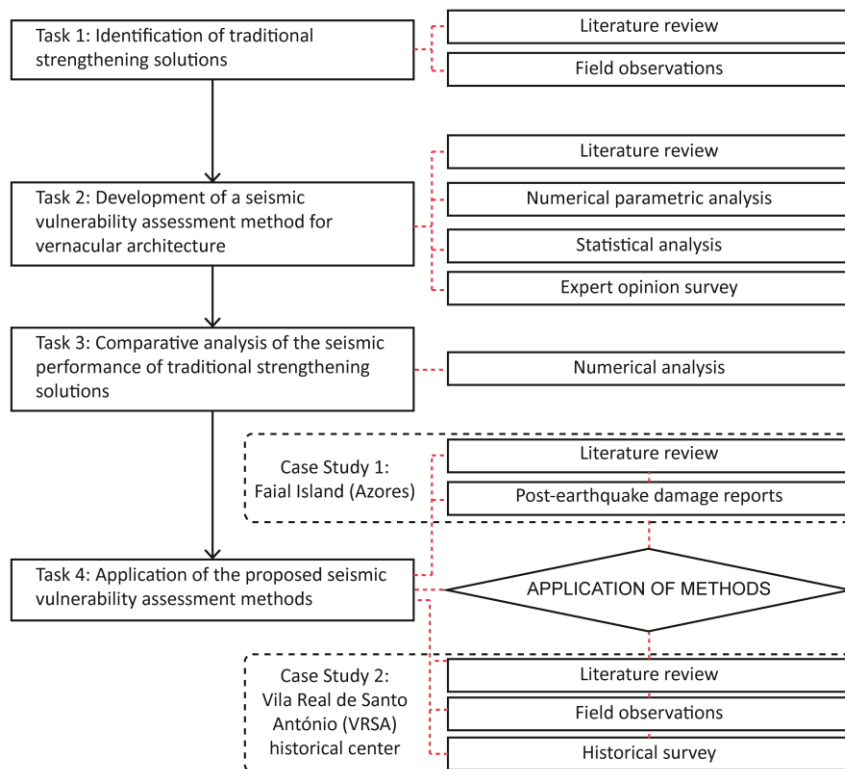 Task 1: Identification of traditional
strengthening solutions
Literature review
Field observations
Task 2: Development of a seismic
vulnerability assessment method for
vernacular architecture
Literature review
Numerical parametric analysis
Statistical analysis
Expert opinion survey
Task 3: Comparative analysis of the seismic
performance of traditional strengthening
solutions
Numerical analysis
Case Study 1:
Faial Island (Azores)
Literature review
Post-earthquake damage reports
Task 4: Application of the proposed seismic
vulnerability assessment methods
APPLICATION OF METHODS
Case Study 2:
Vila Real de Santo
António (VRSA)
historical center
Literature review
Field observations
Historical survey